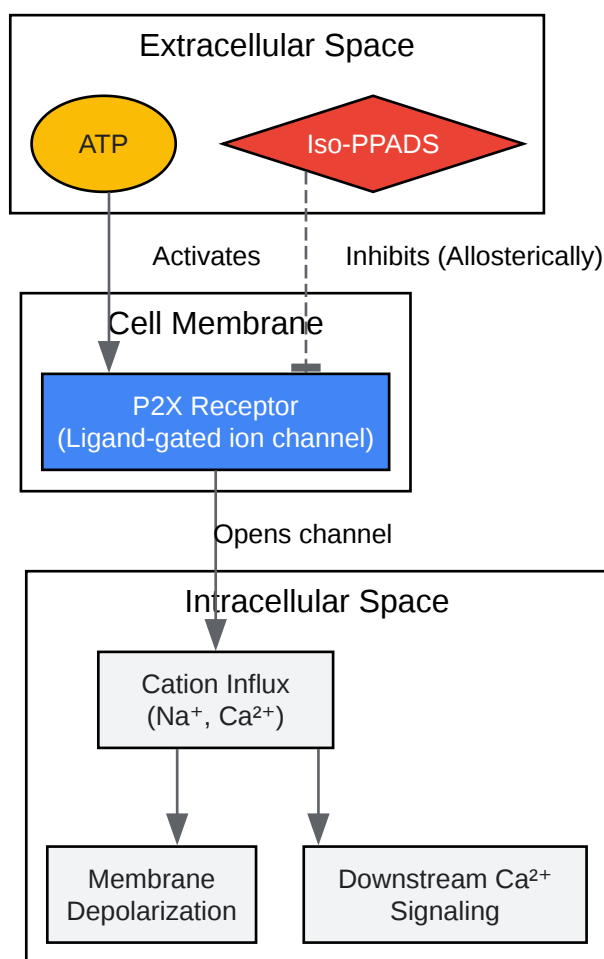 Extracellular Space
ATP
Iso-PPADS
Activates
Inhibits (Allosterically)
Cell Membrane
P2X Receptor
(Ligand-gated ion channel)
Opens channel
Intracellular Space
Cation Influx
(Na⁺, Ca²⁺)
Membrane
Depolarization
Downstream Ca²⁺
Signaling